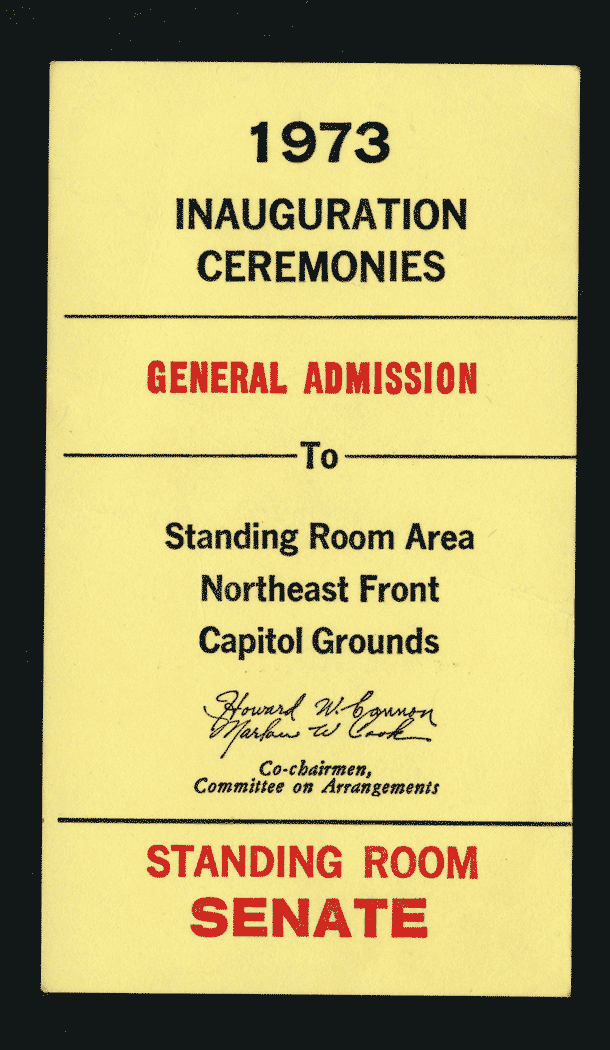 1973
INAUGURATION
CEREMONIES
GENERAL ADMISSION
To
Standing Room Area
Northeast Front
Capitol Grounds
Howard W. Cannon
Marlow W Cook
Co-chairmen,
Committee on Arrangements
STANDING ROOM
SENATE